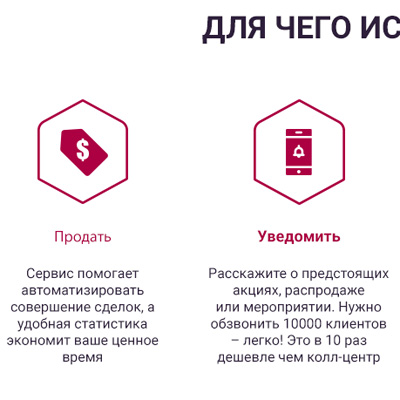 ДЛЯ ЧЕГО ИС
$
Продать
Сервис помогает
автоматизировать
совершение сделок, а
удобная статистика
экономит ваше ценное
время
Уведомить
Расскажите о предстоящих
акциях, распродаже
или мероприятии. Нужно
обзвонить 10000 клиентов
– легко! Это в 10 раз
дешевле чем колл-центр